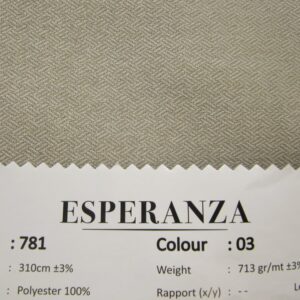 ESPERANZA
: 781 Colour : 03
: 310cm ±3% Weight : 713 gr/mt ±3%
: Polyester 100% Rapport (x/y) : --